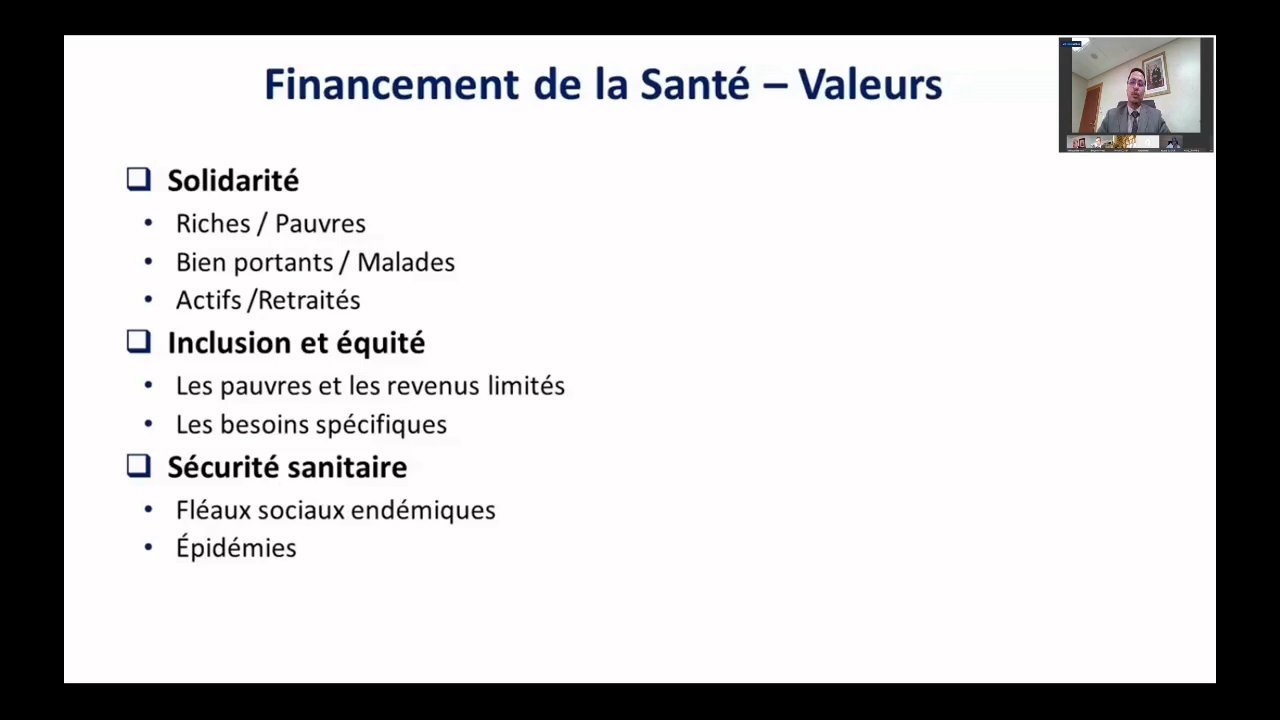 Financement de la Santé – Valeurs
❑ Solidarité
• Riches / Pauvres
• Bien portants / Malades
• Actifs /Retraités
❑ Inclusion et équité
• Les pauvres et les revenus limités
• Les besoins spécifiques
❑ Sécurité sanitaire
• Fléaux sociaux endémiques
• Épidémies